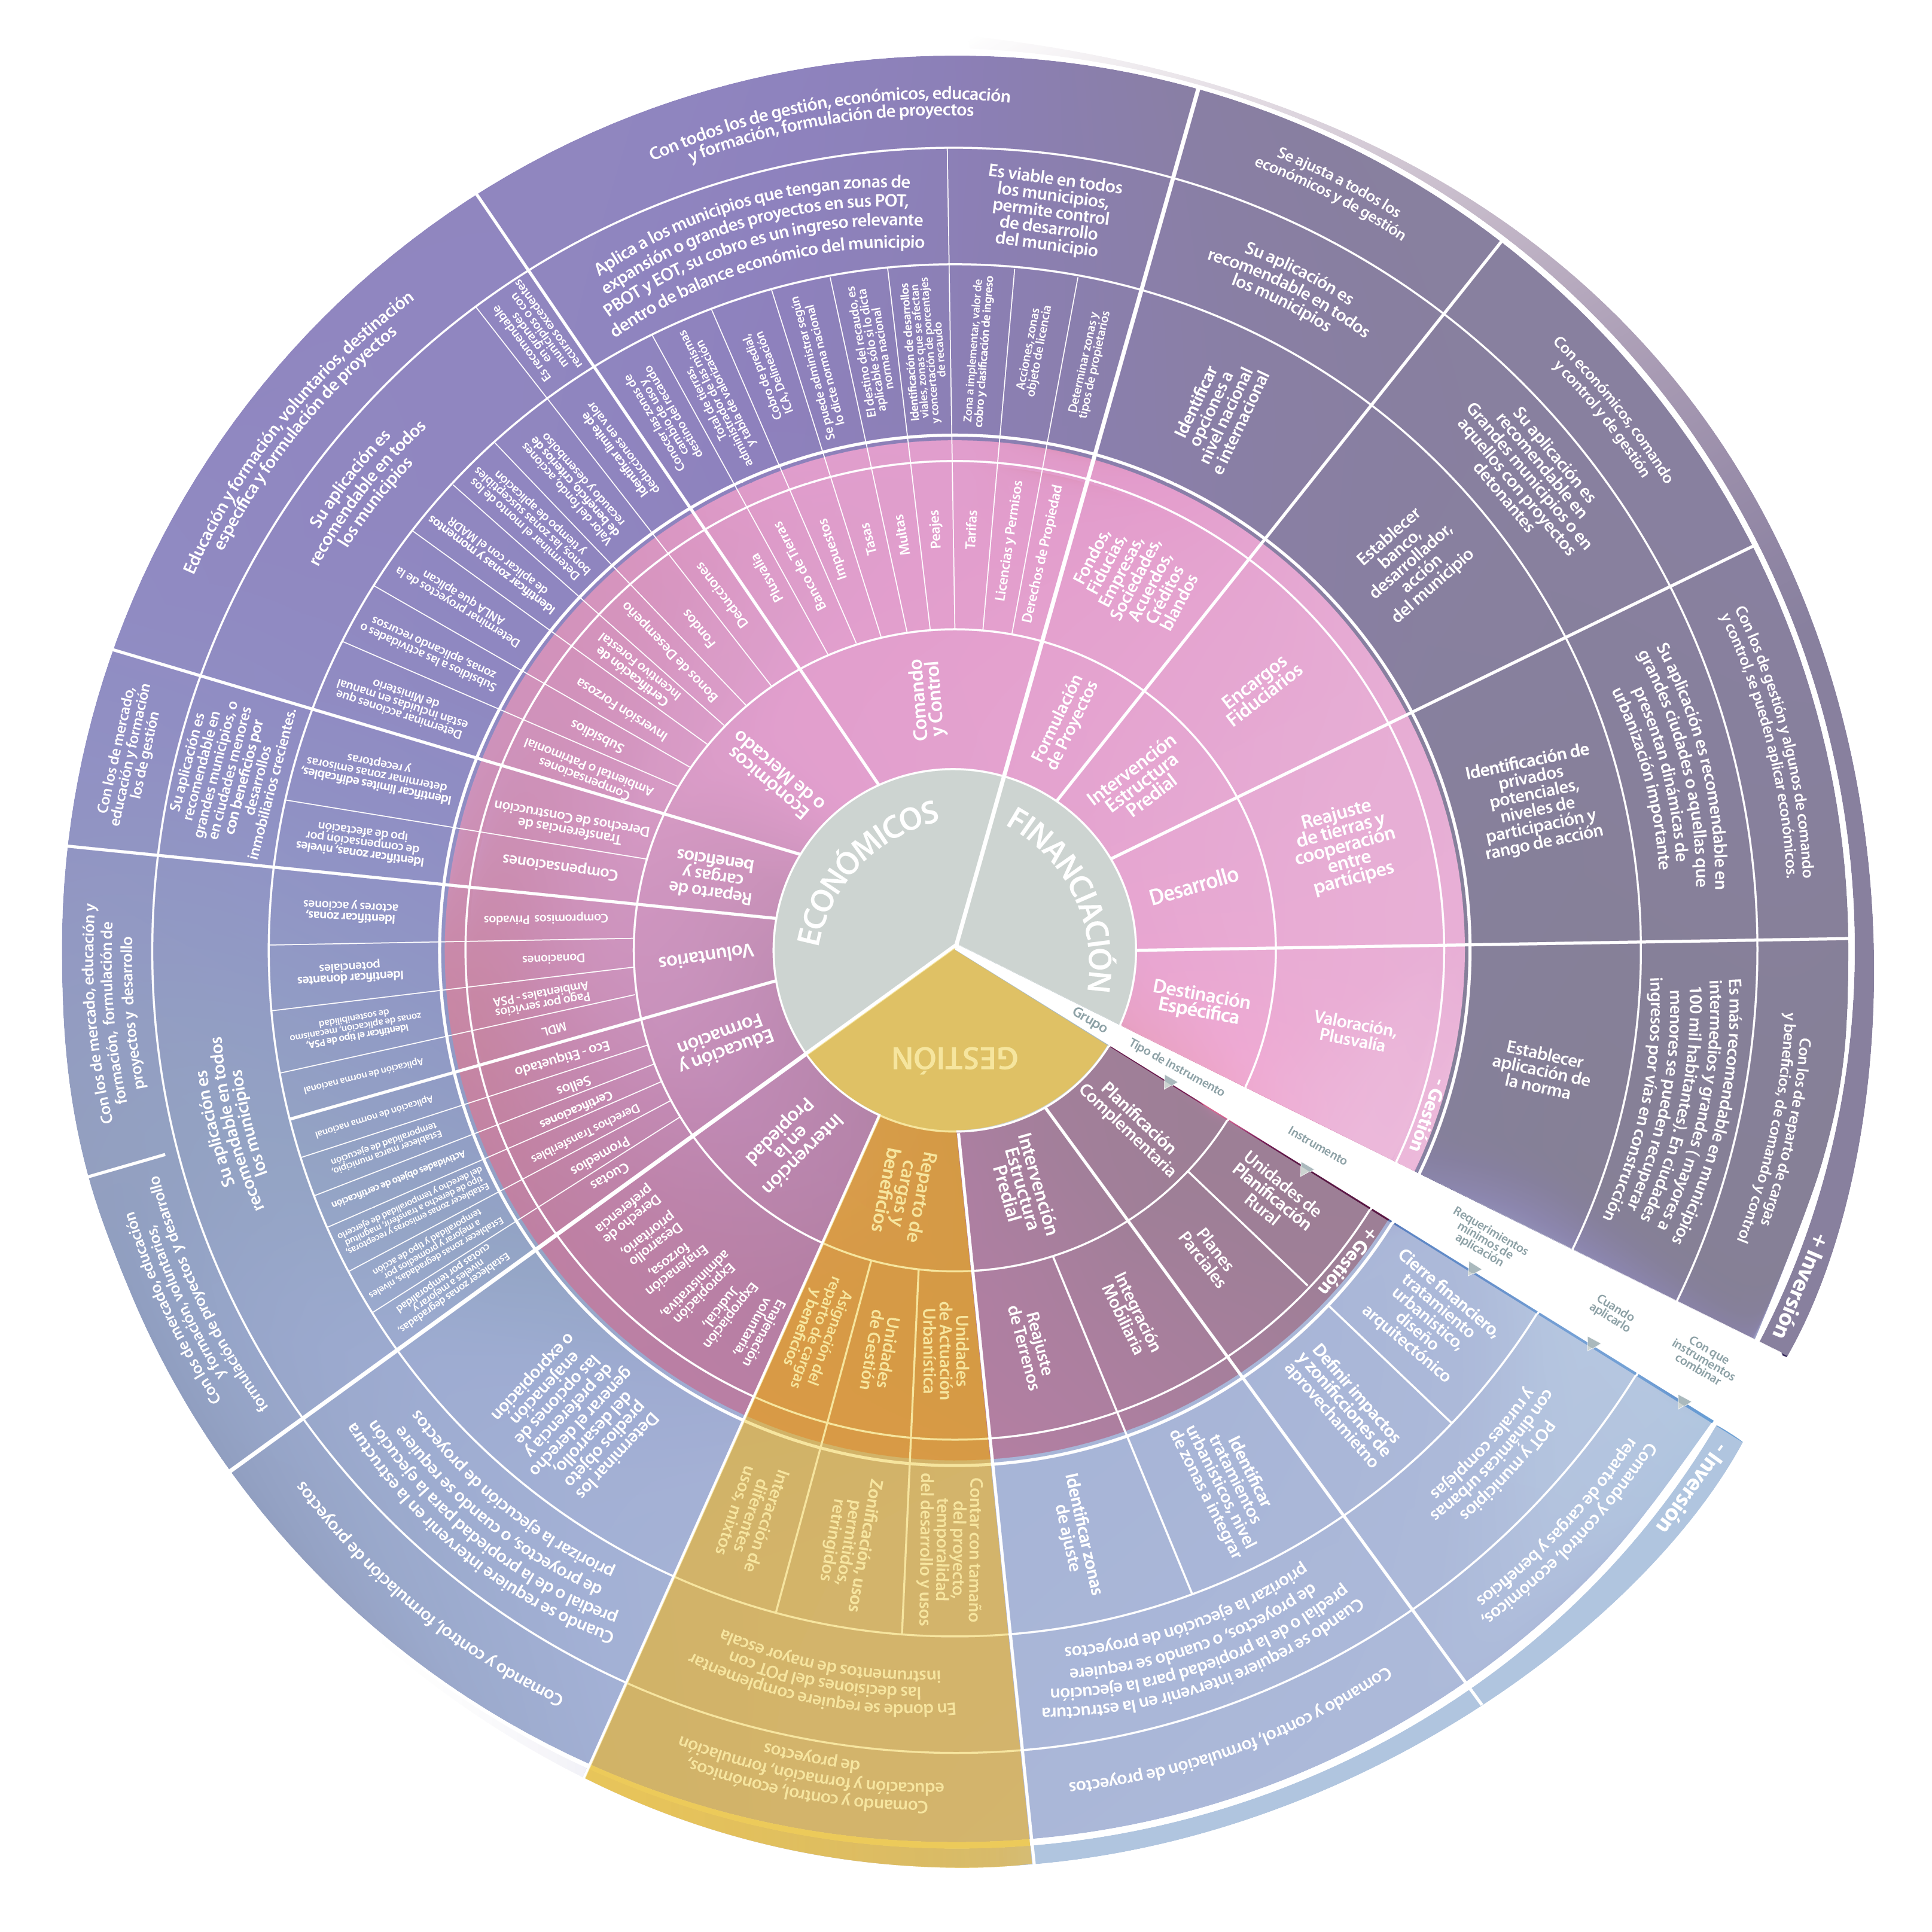 ECONÓMICOS
FINANCIACIÓN
GESTIÓN
Grupo
Tipo de Instrumento
Instrumento
Requerimientos
mínimos de
aplicación
Cuando
aplicarlo
Con que
instrumentos
combinar
- Gestión
+ Gestión
+ Inversión
- Inversión
Formulación
de Proyectos
Fondos,
Fiducias,
Empresas,
Sociedades,
Acuerdos,
Creditos
blandos
Identificar
opciones a
nivel nacional
e internacional
Su aplicación es
recomendable en todos
los municipios
Se ajusta a todos los
económicos y de gestión
Intervención
Estructura
Predial
Encargos
Fiduciarios
Establecer
banco,
desarrollador,
acción
del municipio
Su aplicación es
recomendable en
Grandes municipios o en
aquellos con proyectos
detonantes
Con económicos, comando
y control y de gestión
Desarrollo
Reajuste
de tierras y
cooperación
entre
partícipes
Identificación de
privados
potenciales,
niveles de
participación y
rango de acción
Su aplicación es recomendable en
grandes ciudades o aquellas que
presentan dinámicas de
urbanización importante
Con los de gestión y algunos de comando
y control, se pueden aplicar económicos.
Destinación
Espécífica
Valoración,
Plusvalía
Establecer
aplicación de
la norma
Es más recomendable en municipios
intermedios y grandes ( mayores a
100 mil habitantes). En ciudades
menores se pueden recuperar
ingresos por vías en construcción
Con los de reparto de cargas
y beneficios, de comando y control
Planificación
Complementaria
Unidades de
Planificación
Rural
Planes
Parciales
Cierre financiero,
tratamiento
urbanistico,
diseño
arquitectónico
Definir impactos
y zonificciones de
aprovechamietno
POT y municipios
con dinámicas urbanas
y rurales complejas
Comando y control, económicos,
reparto de cargas y beneficios
Intervención
Estructura
Predial
Integración
Mobiliaria
Reajuste
de Terrenos
Identificar
tratamientos
urbanisticos, nivel
de zonas a integrar
Identificar zonas
de ajuste
Cuando se requiere intervenir en la estructura
predial o de la propiedad para la ejecución
de proyectos, o cuando se requiere
priorizar la ejecución de proyectos
Comando y control, formulación de proyectos
Reparto de
cargas y
beneficios
Unidades
de Actuación
Urbanistica
Unidades
de Gestión
Asignación del
reparto de cargas
y beneficios
Contar con tamaño
del proyecto,
temporalidad
del desarrollo y usos
Zonificación, usos
permitidos,
retringidos
Interacción de
diferentes
usos, mixtos
En donde se requiere complementar
las decisiones del POT con
instrumentos de mayor escala
Comando y control, económicos,
educación y formación, formulación
de proyectos
Intervención
en la
Propiedad
Enajenación
voluntaria,
Expropiación
Judicial,
Expropiación
administrativa,
Enajenación
forzosa,
Desarrollo
prioritario,
Derecho de
preferencia
Determinar los
predios objeto
del desarrollo,
generar el derecho
de preferencia y
las opciones de
enajenación
o expropiación
Cuando se requiere intervenir en la estructura
predial o de la propiedad para la ejecución
de proyectos o cuando se requiere
priorizar la ejecución de proyectos
Comando y control, formulación de proyectos
Educación y
Formación
Cuotas
Promedios
Derechos Transferibles
Certificaciones
Sellos
Eco - Etiquetado
Establecer zonas degradadas,
niveles a mejorar y
cuotas por temporalidad
Establecer zonas degradadas, niveles
a mejorar y tipo de acción
Establecer zonas emisoras y receptoras,
tipo de derecho a transferir, magnitud
del derecho y temporalidad de ejercicio
Actividades objeto de certificación
Establecer marca municipio,
temporalidad de ejecución
Aplicación de norma nacional
Con los de mercado, educación
y formación, voluntarios,
formulación de proyectos y desarrollo
Voluntarios
MDL
Pago por servicios
Ambientales - PSA
Donaciones
Compromisos Privados
Aplicación de norma nacional
Identificar el tipo de PSA,
zonas de aplicación, mecanismo
de sostenibilidad
Identificar donantes
potenciales
Identificar zonas,
actores y acciones
Su aplicación es
recomendable en todos
los municipios
Con los de mercado, educación y
formación, formulación de
proyectos y desarrollo
Reparto de
cargas y
beneficios
Compensaciones
Transferencias de
Derechos de Construcción
Identificar zonas, niveles
de compensación por
ipo de afectación
Identificar límites edificables,
determinar zonas emisoras
y receptoras
Su aplicación es
recomendable en
grandes municipios, o
en ciudades menores
con beneficios por
desarrollos
inmobiliarios crecientes.
Con los de mercado,
educación y formación
los de gestión
Económicos
o de Mercado
Compensaciones
Ambiental o Patrimonial
Subsidios
Inversión Forzosa
Certificación de
Incentivo Forestal
Bonos de Desempeño
Fondos
Deducciones
Determinar acciones que
están incluidas en manual
de Ministerio
Subsidios a las actividades o
zonas, aplicando recursos
Determinar proyectos
ANLA que aplican
Identificar zonas y momentos
de aplicar con el MADR
Determinar el monto de los
bonos, las zonas susceptibles
y tiempo de aplicación
Valor del fondo, acciones
de beneficio, criterios de
recaudo y desembolso
Identificar límite de
deducciones en valor
Su aplicación es
recomendable en todos
los municipios
Es recomendable
en grandes
municipios o con
recursos excedentes
Educación y formación, voluntarios, destinación
específica y formulación de proyectos
Comando
y Control
Plusvalía
Banco de Tierras
Impuestos
Tasas
Multas
Peajes
Tarifas
Licencias y Permisos
Derechos de Propiedad
Conocer las zonas de
cambio de uso y
destino del recaudo
Total de tierras,
administrador de las mismas
y tabla de valorización
Cobro de predial,
ICA, Delineación
Se puede administrar según
lo dicte norma nacional
El destino del recaudo, es
aplicable sólo si lo dicta
norma nacional
Identificación de desarrollos
viales, zonas que se afectan
y concertación de porcentajes
de recaudo
Zona a implementar, valor de
cobro y clasificación de ingreso
Acciones, zonas
objeto de licencia
Determinar zonas y
tipos de propietarios
Aplica a los municipios que tengan zonas de
expansión o grandes proyectos en sus POT,
PBOT y EOT, su cobro es un ingreso relevante
dentro de balance económico del municipio
Es viable en todos
los municipios,
permite control
de desarrollo
del municipio
Con todos los de gestión, económicos, educación
y formación, formulación de proyectos